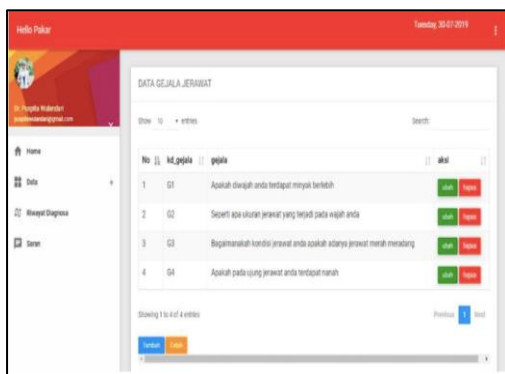 Hello Pakar
Tuesday, 30-07-2019
Dr. Puspita Wulandari
DATA GEJALA JERAWAT
Show 10 entries
Search:
Home
Data +
Riwayat Diagnosa
Saran
No kd_gejala gejala aksi
1 G1 Apakah diwajah anda terdapat minyak berlebih ubah hapus
2 G2 Seperti apa ukuran jerawat yang terjadi pada wajah anda ubah hapus
3 G3 Bagaimanakah kondisi jerawat anda apakah adanya jerawat merah meradang ubah hapus
4 G4 Apakah pada ujung jerawat anda terdapat nanah ubah hapus
Showing 1 to 4 of 4 entries
Previous 1 Next
Tambah Cetak